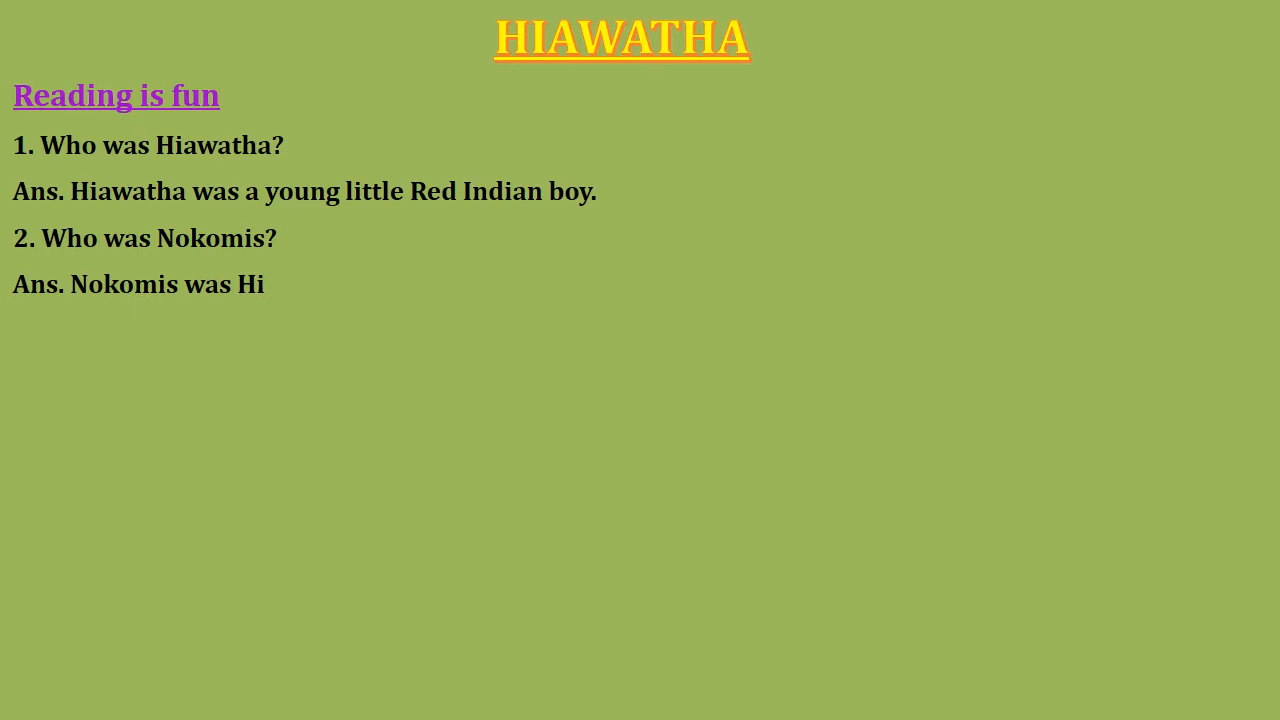 HIAWATHA
Reading is fun
1. Who was Hiawatha?
Ans. Hiawatha was a young little Red Indian boy.
2. Who was Nokomis?
Ans. Nokomis was Hi